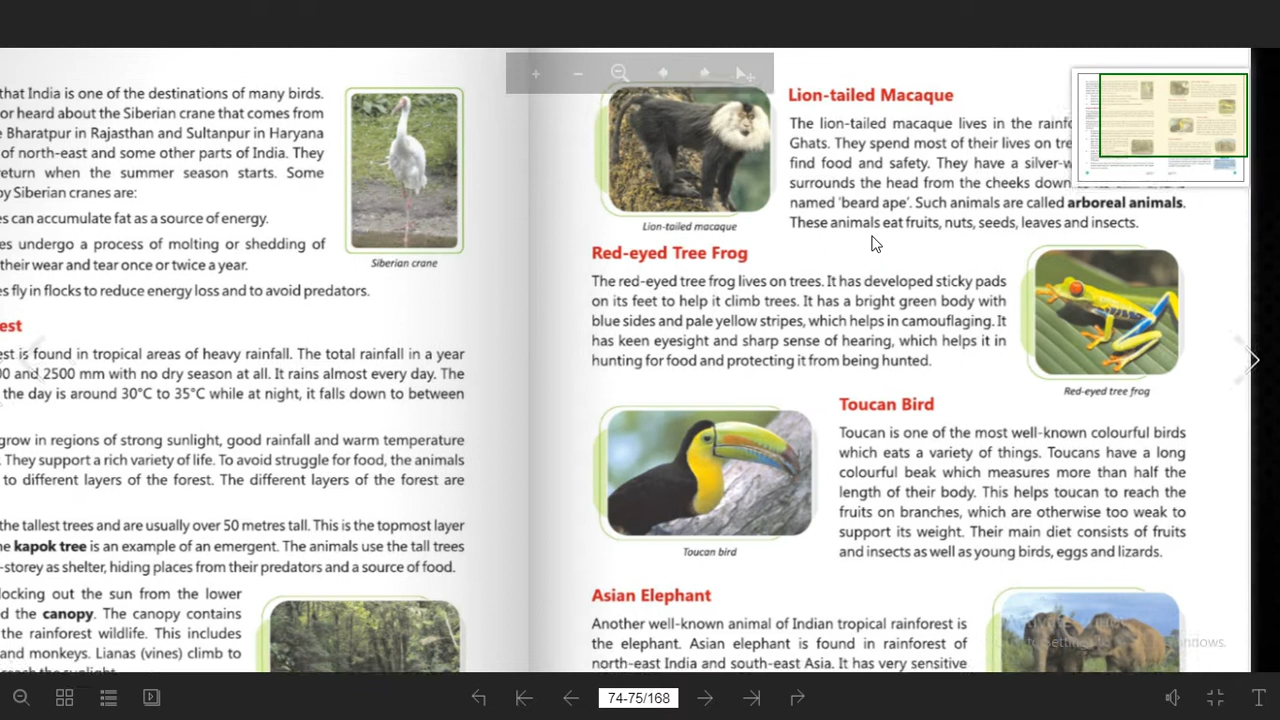 that India is one of the destinations of many birds.
or heard about the Siberian crane that comes from
Bharatpur in Rajasthan and Sultanpur in Haryana
of north-east and some other parts of India. They
return when the summer season starts. Some
by Siberian cranes are:
es can accumulate fat as a source of energy.
es undergo a process of molting or shedding of
their wear and tear once or twice a year.
es fly in flocks to reduce energy loss and to avoid predators.
Siberian crane
est
est is found in tropical areas of heavy rainfall. The total rainfall in a year
00 and 2500 mm with no dry season at all. It rains almost every day. The
the day is around 30°C to 35°C while at night, it falls down to between
grow in regions of strong sunlight, good rainfall and warm temperature
They support a rich variety of life. To avoid struggle for food, the animals
to different layers of the forest. The different layers of the forest are
the tallest trees and are usually over 50 metres tall. This is the topmost layer
ne kapok tree is an example of an emergent. The animals use the tall trees
-storey as shelter, hiding places from their predators and a source of food.
locking out the sun from the lower
d the canopy. The canopy contains
the rainforest wildlife. This includes
and monkeys. Lianas (vines) climb to
Lion-tailed macaque
Lion-tailed Macaque
The lion-tailed macaque lives in the rainfo
Ghats. They spend most of their lives on tre
find food and safety. They have a silver-w
surrounds the head from the cheeks down
named 'beard ape'. Such animals are called arboreal animals.
These animals eat fruits, nuts, seeds, leaves and insects.
Red-eyed Tree Frog
The red-eyed tree frog lives on trees. It has developed sticky pads
on its feet to help it climb trees. It has a bright green body with
blue sides and pale yellow stripes, which helps in camouflaging. It
has keen eyesight and sharp sense of hearing, which helps it in
hunting for food and protecting it from being hunted.
Red-eyed tree frog
Toucan bird
Toucan Bird
Toucan is one of the most well-known colourful birds
which eats a variety of things. Toucans have a long
colourful beak which measures more than half the
length of their body. This helps toucan to reach the
fruits on branches, which are otherwise too weak to
support its weight. Their main diet consists of fruits
and insects as well as young birds, eggs and lizards.
Asian Elephant
Another well-known animal of Indian tropical rainforest is
the elephant. Asian elephant is found in rainforest of
north-east India and south-east Asia. It has very sensitive
74-75/168